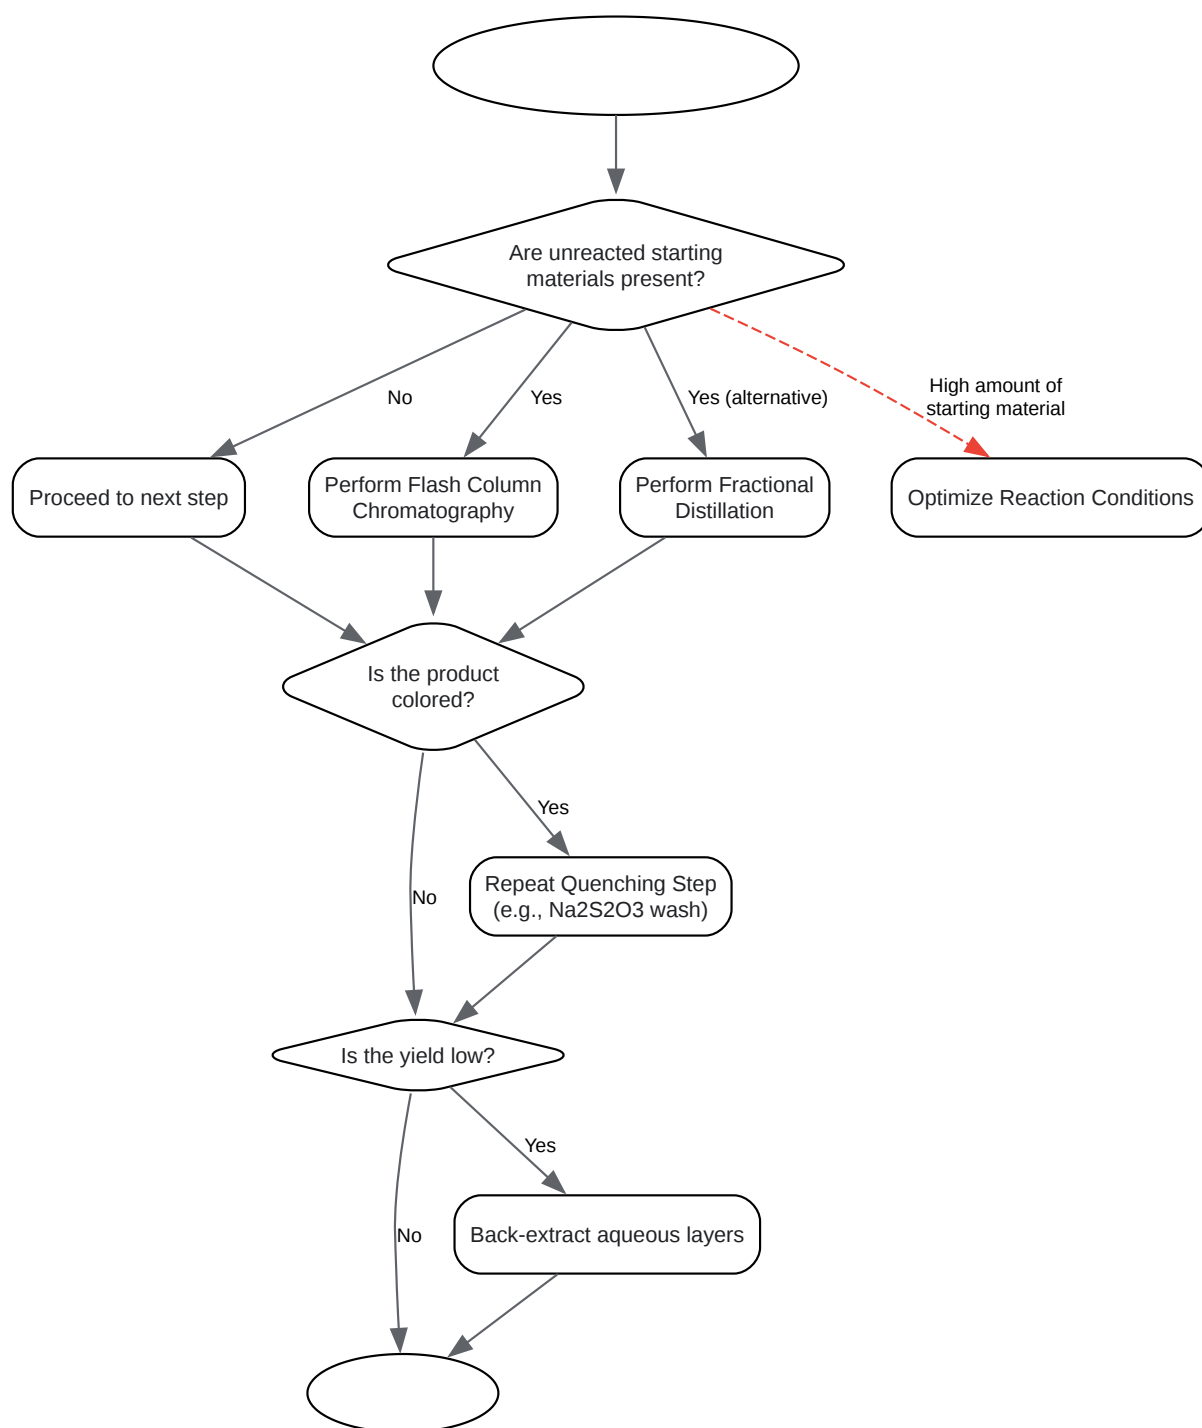 Are unreacted starting
materials present?
No
Yes
Yes (alternative)
High amount of
starting material
Proceed to next step
Perform Flash Column
Chromatography
Perform Fractional
Distillation
Optimize Reaction Conditions
Is the product
colored?
Yes
Repeat Quenching Step
(e.g., Na2S2O3 wash)
No
Is the yield low?
Yes
Back-extract aqueous layers
No